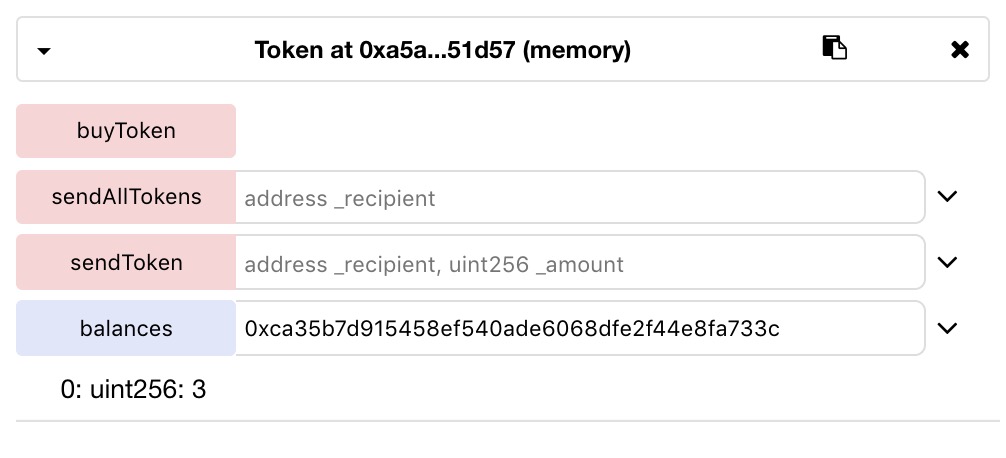 Token at 0xa5a...51d57 (memory)
buyToken
sendAllTokens address _recipient
sendToken address _recipient, uint256 _amount
balances 0xca35b7d915458ef540ade6068dfe2f44e8fa733c
0: uint256: 3